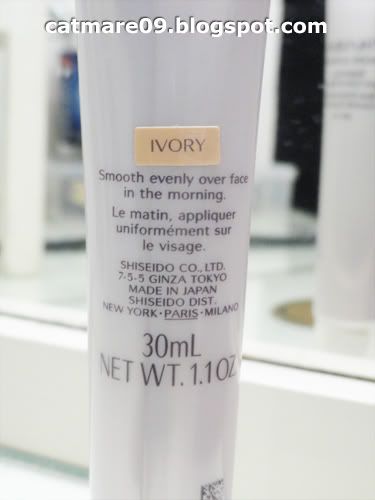 catmare09.blogspot.com
IVORY
Smooth evenly over face
in the morning.
Le matin, appliquer
uniformément sur
le visage.
SHISEIDO CO., LTD.
7-5-5 GINZA TOKYO
MADE IN JAPAN
SHISEIDO DIST.
NEW YORK · PARIS · MILANO
30mL
NET WT. 1.1OZ